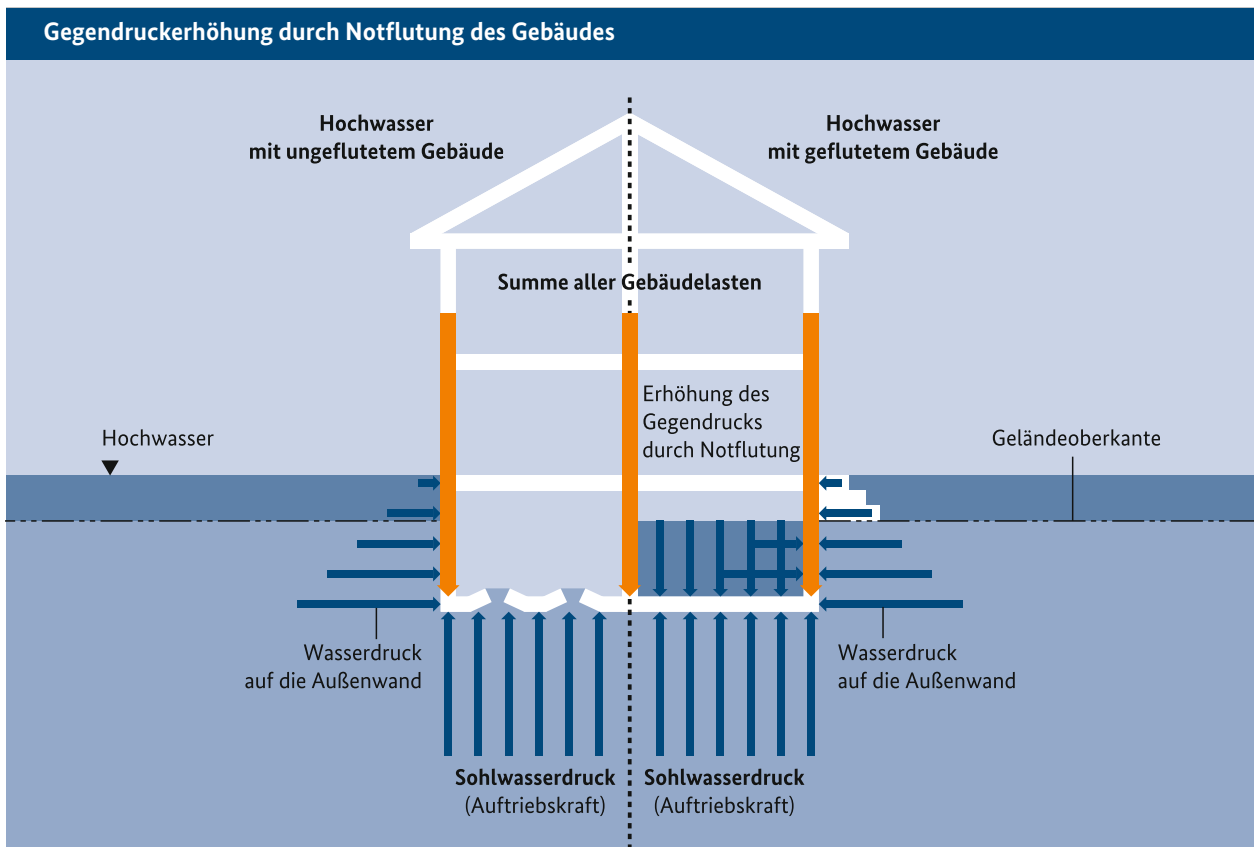 Gegendruckerhöhung durch Notflutung des Gebäudes
Hochwasser
mit ungeflutetem Gebäude
Hochwasser
mit geflutetem Gebäude
Summe aller Gebäudelasten
Erhöhung des
Gegendrucks
durch Notflutung
Hochwasser
Geländeoberkante
Wasserdruck
auf die Außenwand
Wasserdruck
auf die Außenwand
Sohlwasserdruck
(Auftriebskraft)
Sohlwasserdruck
(Auftriebskraft)